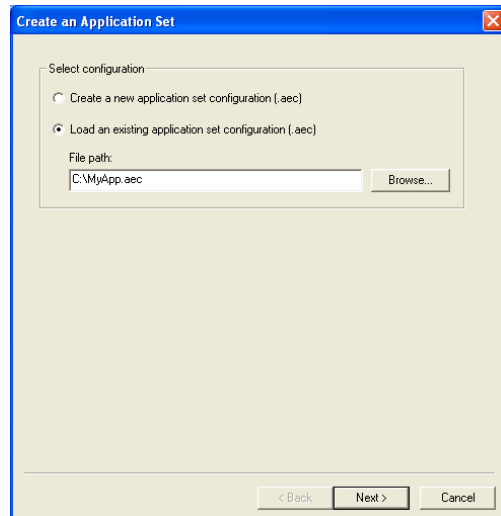 Create an Application Set
Select configuration
Create a new application set configuration (.aec)
Load an existing application set configuration (.aec)
File path:
C:\MyApp.aec
Browse...
< Back
Next >
Cancel